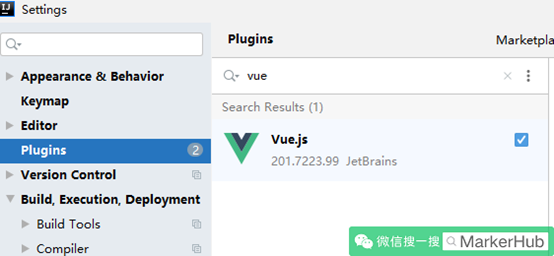 Settings
Appearance & Behavior
Keymap
Editor
Plugins 2
Version Control
Build, Execution, Deployment
Build Tools
Compiler
Plugins
Marketpla
vue
Search Results (1)
Vue.js
201.7223.99 JetBrains
微信搜一搜 MarkerHub